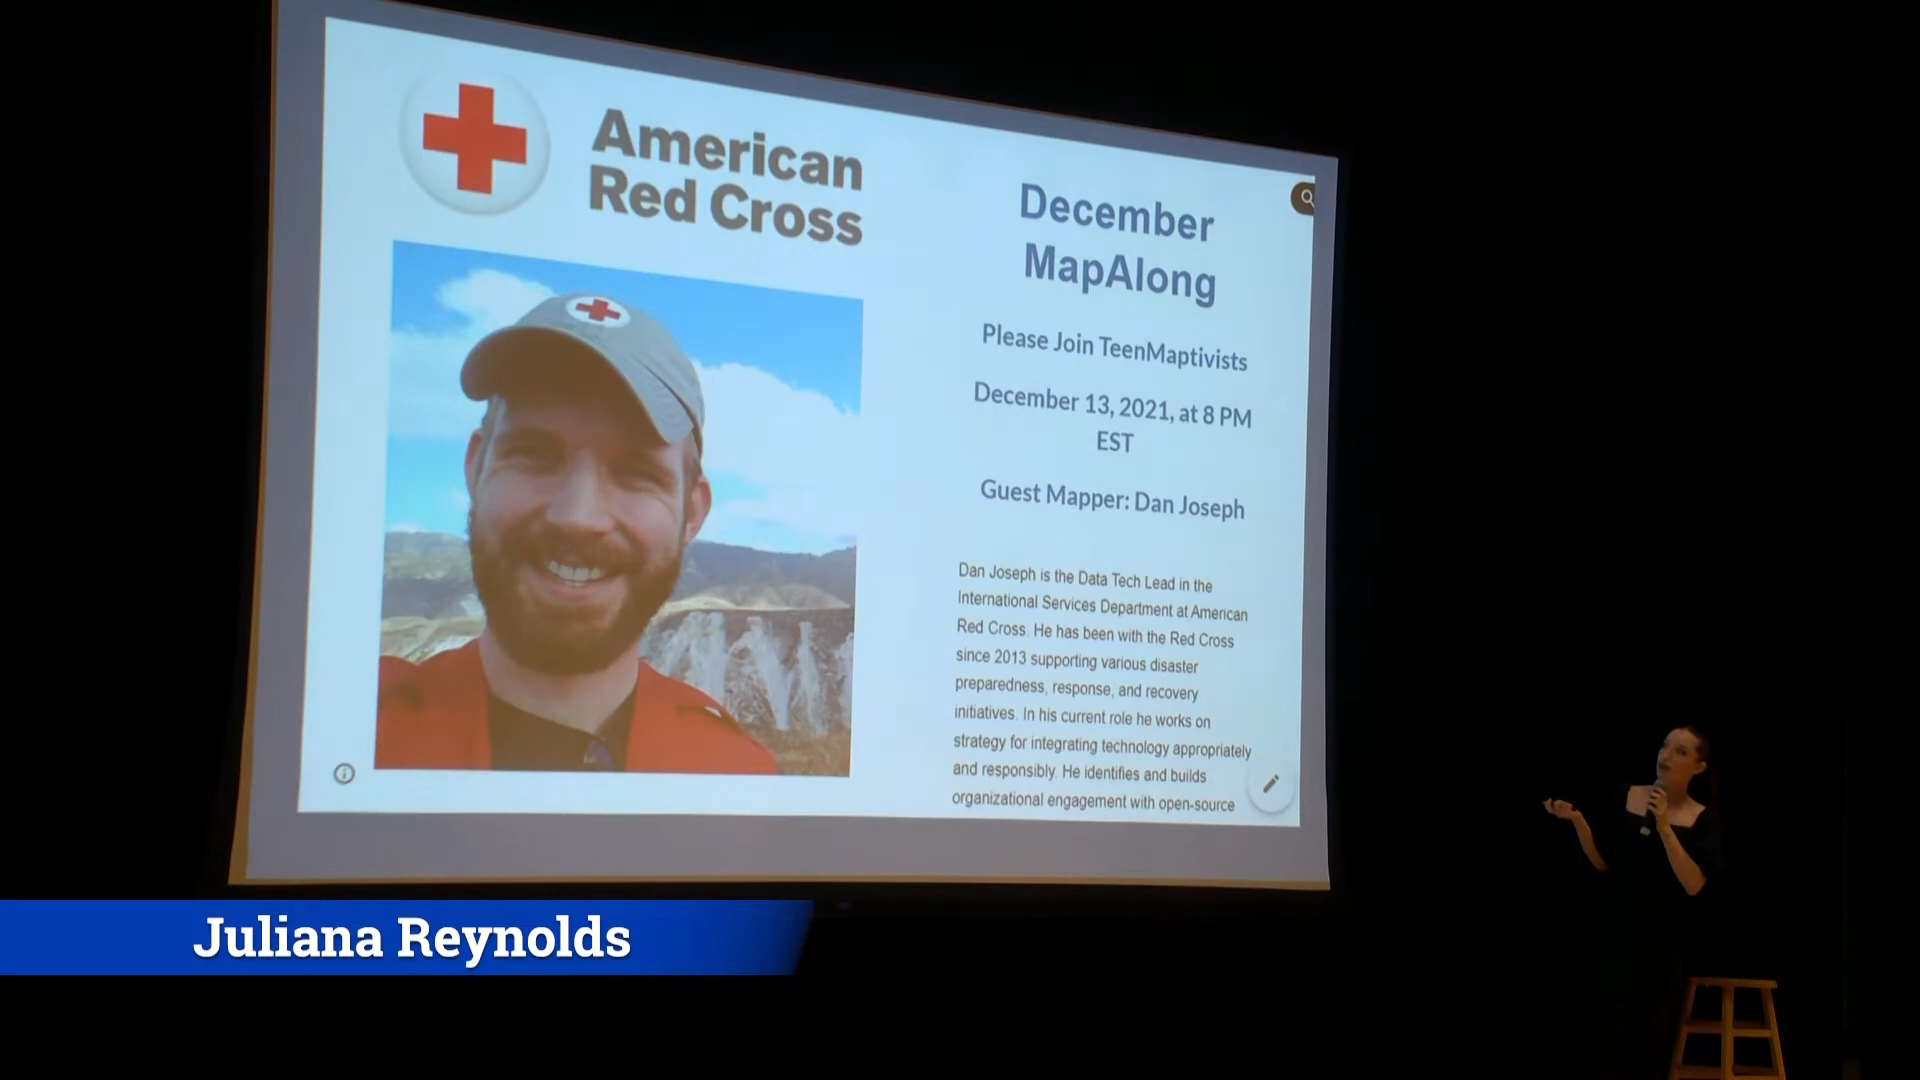 American
Red Cross
December
MapAlong
Please Join TeenMaptivists
December 13, 2021, at 8 PM
EST
Guest Mapper: Dan Joseph
Dan Joseph is the Data Tech Lead in the
International Services Department at American
Red Cross. He has been with the Red Cross
since 2013 supporting various disaster
preparedness, response, and recovery
initiatives. In his current role he works on
strategy for integrating technology appropriately
and responsibly. He identifies and builds
organizational engagement with open-source
Juliana Reynolds